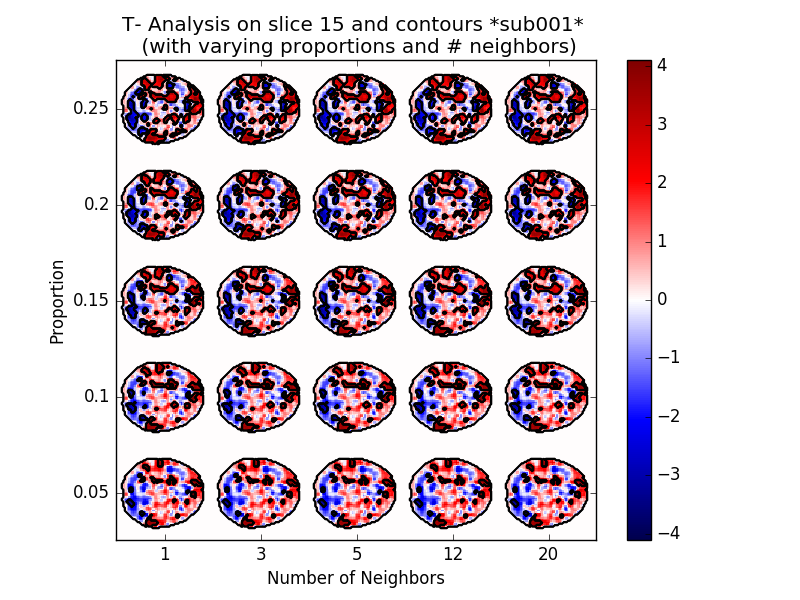 T- Analysis on slice 15 and contours *sub001*
(with varying proportions and # neighbors)
0.25
0.2
0.15
0.1
0.05
Proportion
1 3 5 12 20
Number of Neighbors
4
3
2
1
0
−1
−2
−3
−4